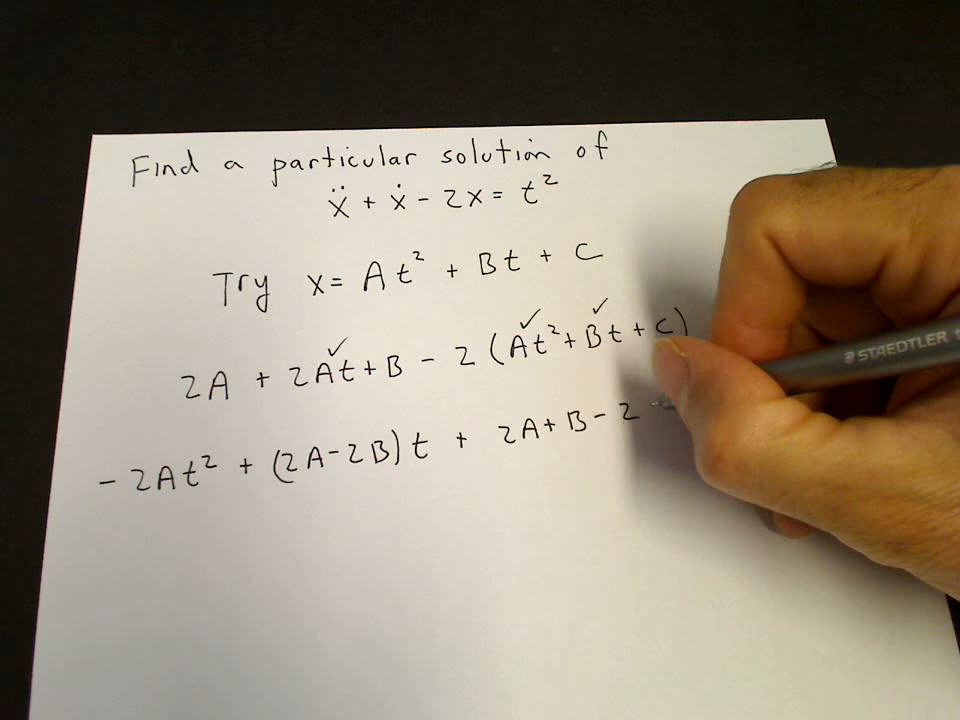 Find a particular solution of
ẍ + ẋ - 2x = t²
Try x = At² + Bt + C
✓ ✓ ✓
2A + 2At + B - 2 (At² + Bt + C)
- 2At² + (2A - 2B) t + 2A + B - 2
STAEDTLER